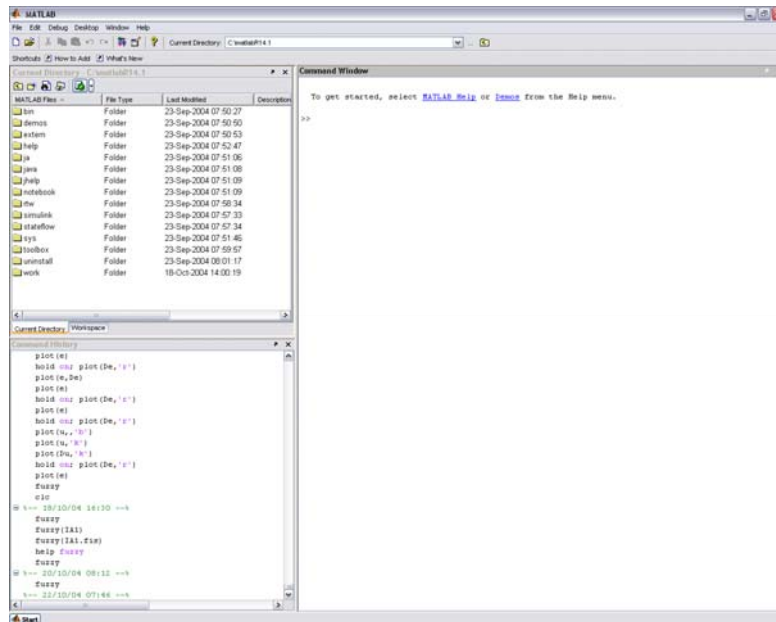 MATLAB
File Edit Debug Desktop Window Help
Current Directory: C:\matlabR14.1
Shortcuts How to Add What's New
Current Directory - C:\matlabR14.1
MATLAB Files File Type Last Modified Description
bin Folder 23-Sep-2004 07:50:27
demos Folder 23-Sep-2004 07:50:50
extern Folder 23-Sep-2004 07:50:53
help Folder 23-Sep-2004 07:52:47
ja Folder 23-Sep-2004 07:51:06
java Folder 23-Sep-2004 07:51:08
jhelp Folder 23-Sep-2004 07:51:09
notebook Folder 23-Sep-2004 07:51:09
rtw Folder 23-Sep-2004 07:58:34
simulink Folder 23-Sep-2004 07:57:33
stateflow Folder 23-Sep-2004 07:57:34
sys Folder 23-Sep-2004 07:51:46
toolbox Folder 23-Sep-2004 07:59:57
uninstall Folder 23-Sep-2004 08:01:17
work Folder 18-Oct-2004 14:00:19
Current Directory Workspace
Command History
plot(e)
hold on; plot(De,'r')
plot(e,De)
plot(e)
hold on; plot(De,'r')
plot(e)
hold on; plot(De,'r')
plot(u,,'k')
plot(u,'k')
plot(Du,'k')
hold on; plot(De,'r')
plot(e)
fuzzy
clc
%-- 18/10/04 16:30 --%
fuzzy
fuzzy(IA1)
fuzzy(IA1.fis)
help fuzzy
fuzzy
%-- 20/10/04 08:12 --%
fuzzy
%-- 22/10/04 07:46 --%
Start
Command Window
To get started, select MATLAB Help or Demos from the Help menu.
>>